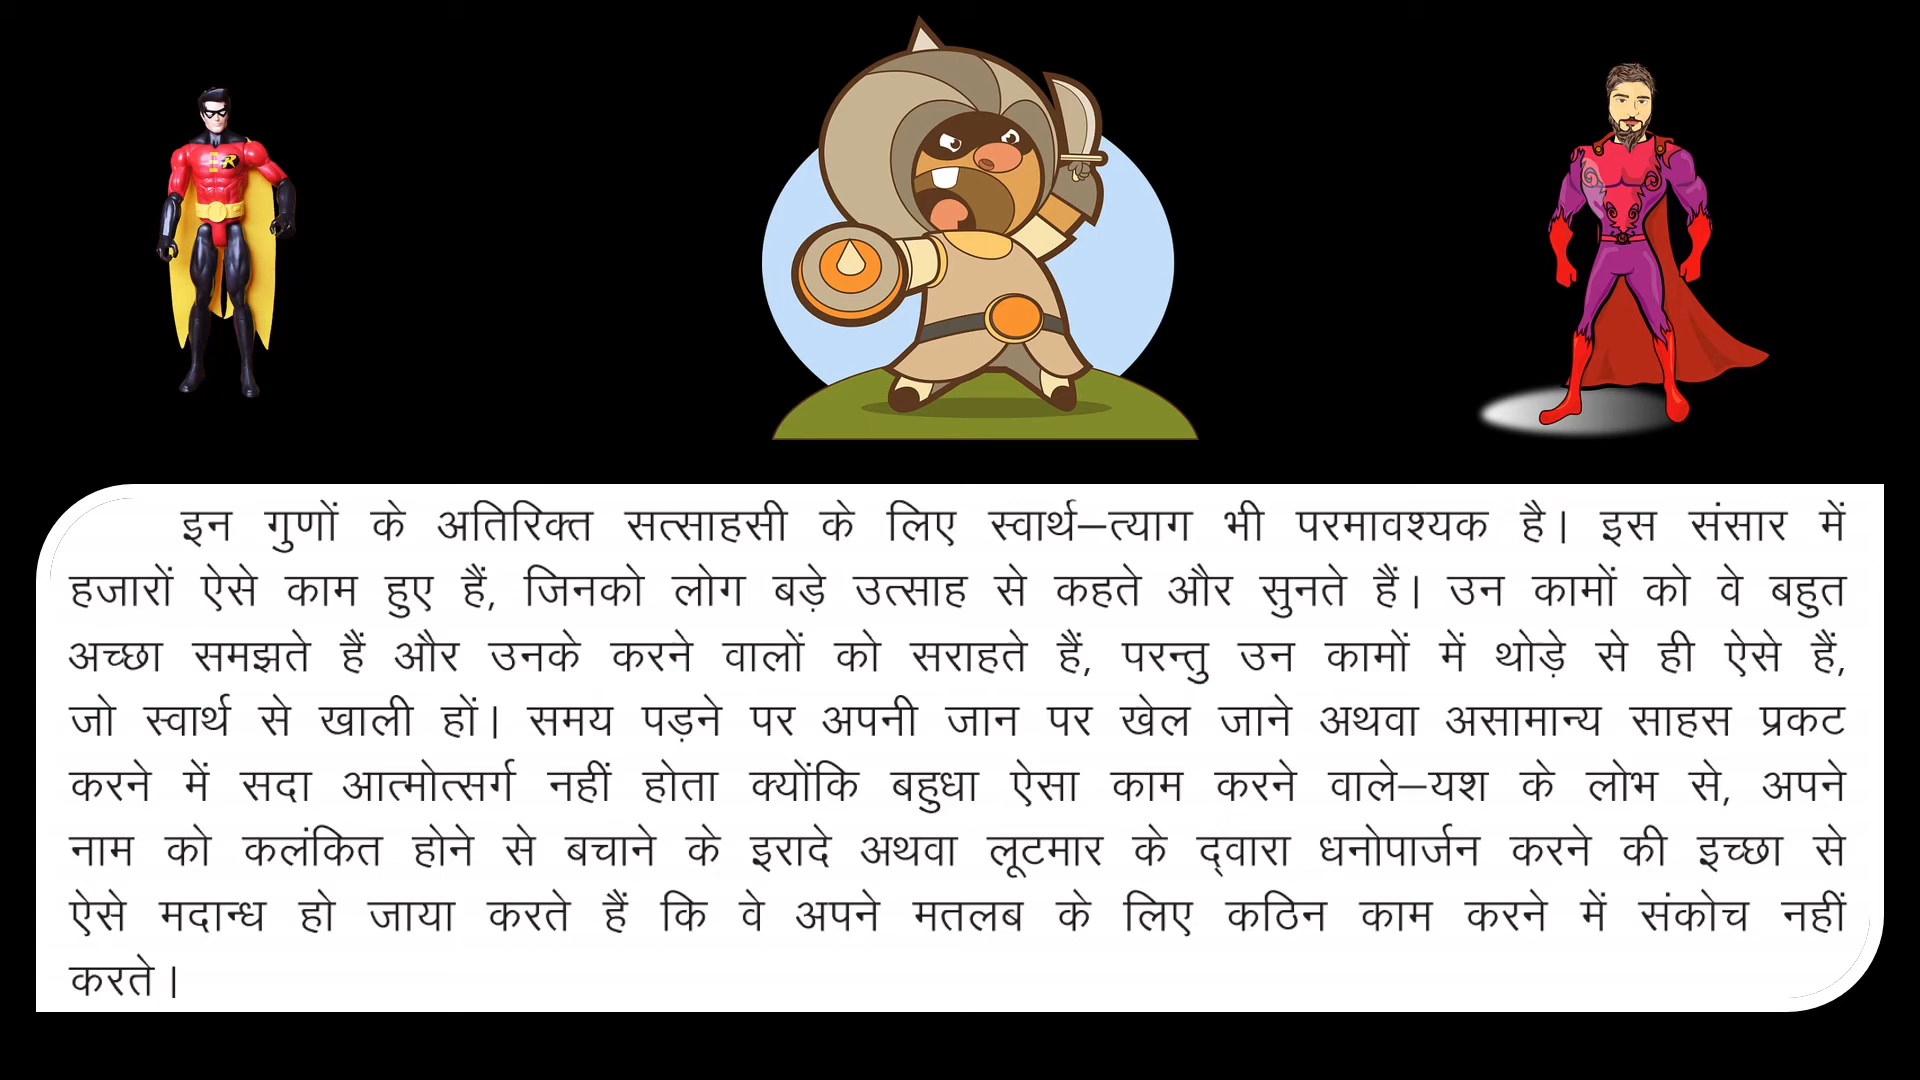 इन गुणों के अतिरिक्त सत्साहसी के लिए स्वार्थ–त्याग भी परमावश्यक है। इस संसार में
हजारों ऐसे काम हुए हैं, जिनको लोग बड़े उत्साह से कहते और सुनते हैं। उन कामों को वे बहुत
अच्छा समझते हैं और उनके करने वालों को सराहते हैं, परन्तु उन कामों में थोड़े से ही ऐसे हैं,
जो स्वार्थ से खाली हों। समय पड़ने पर अपनी जान पर खेल जाने अथवा असामान्य साहस प्रकट
करने में सदा आत्मोत्सर्ग नहीं होता क्योंकि बहुधा ऐसा काम करने वाले–यश के लोभ से, अपने
नाम को कलंकित होने से बचाने के इरादे अथवा लूटमार के द्वारा धनोपार्जन करने की इच्छा से
ऐसे मदान्ध हो जाया करते हैं कि वे अपने मतलब के लिए कठिन काम करने में संकोच नहीं
करते।